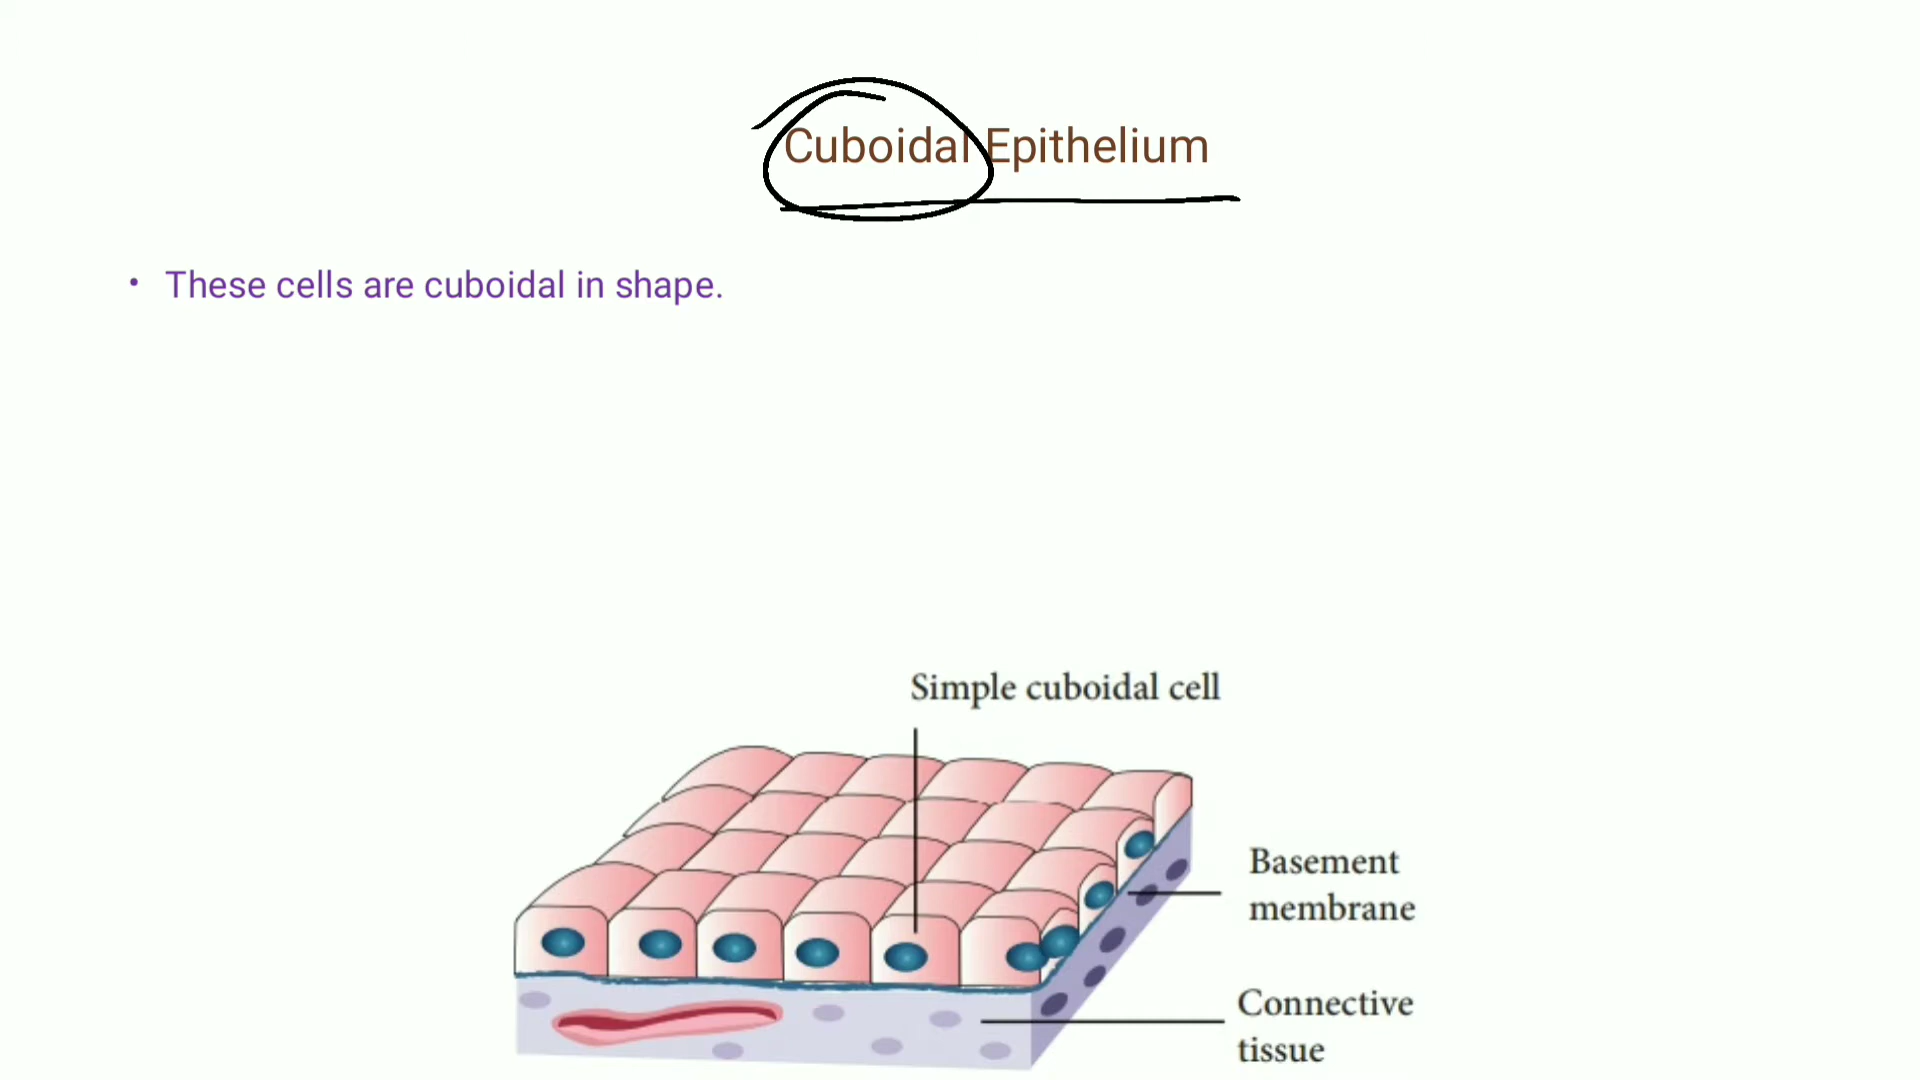 Cuboidal Epithelium
• These cells are cuboidal in shape.
Simple cuboidal cell
Basement
membrane
Connective
tissue